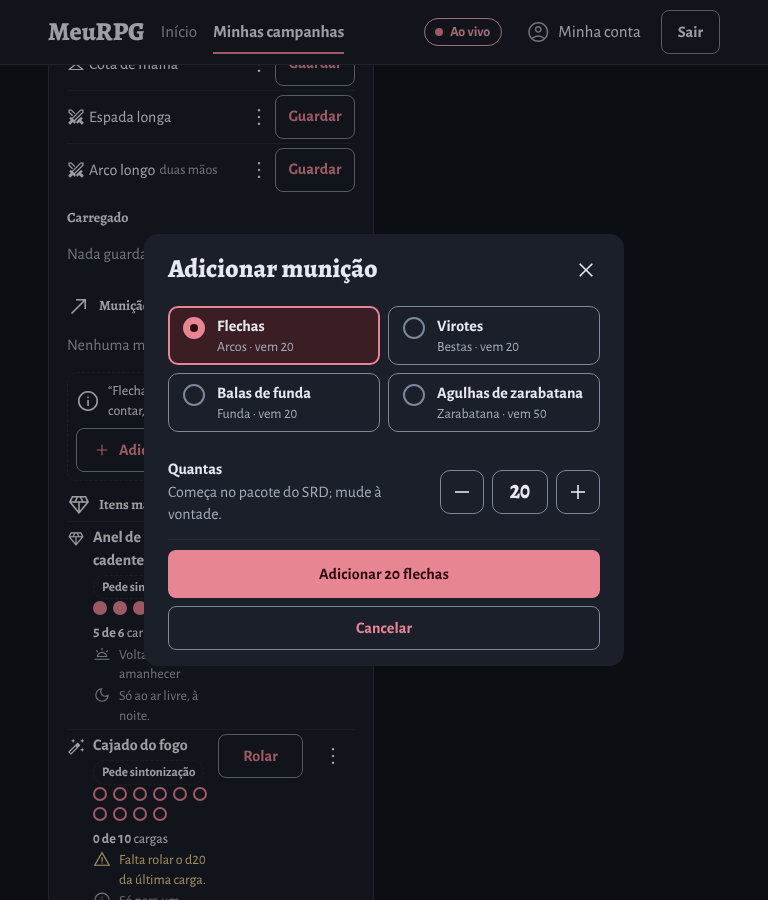 MeuRPG Início Minhas campanhas Ao vivo Minha conta Sair
Cota de malha Guardar
Espada longa Guardar
Arco longo duas mãos Guardar
Carregado
Nada guarda
Adicionar munição
Flechas
Arcos · vem 20
Virotes
Bestas · vem 20
Balas de funda
Funda · vem 20
Agulhas de zarabatana
Zarabatana · vem 50
Quantas
Começa no pacote do SRD; mude à
vontade.
20
Adicionar 20 flechas
Cancelar
Muniçã
Nenhuma m
“Flecha
contar,
Adic
Itens m
Anel de
cadente
Pede sin
5 de 6 car
Volta
amanhecer
Só ao ar livre, à
noite.
Cajado do fogo Rolar
Pede sintonização
0 de 10 cargas
Falta rolar o d20
da última carga.